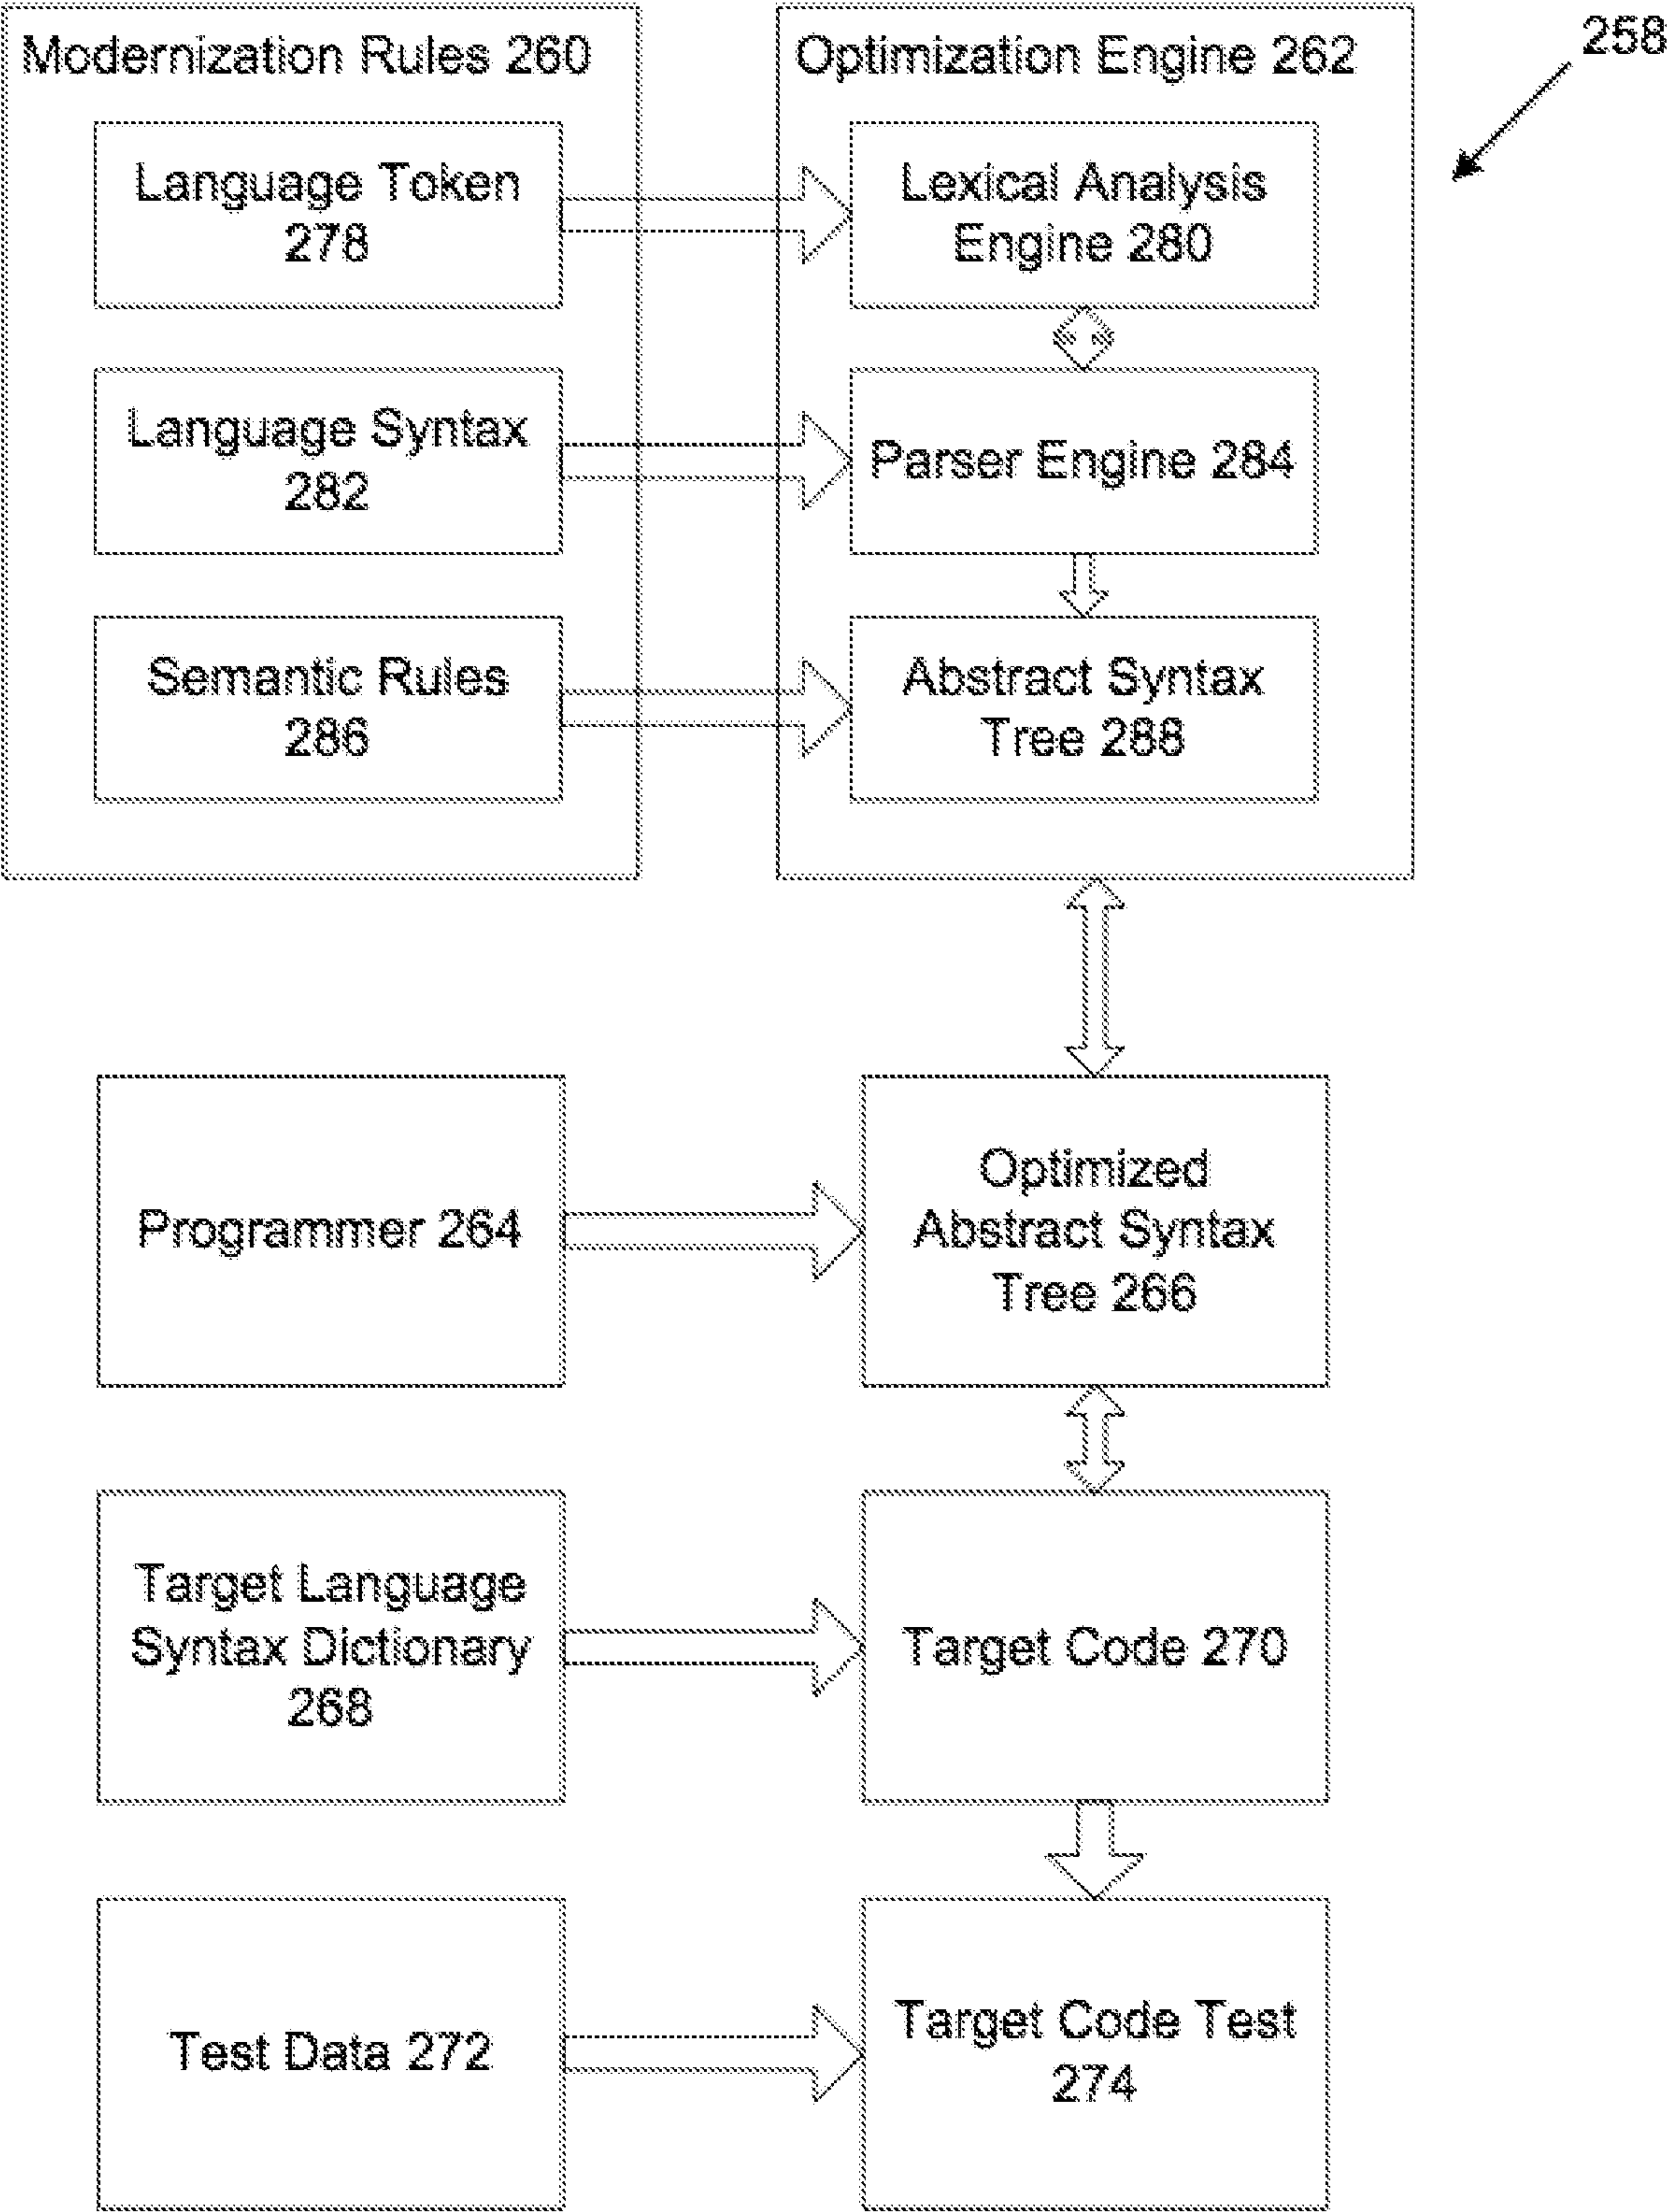 Modernization Rules 260
Optimization Engine 262
258
Language Token
278
Lexical Analysis
Engine 280
Language Syntax
282
Parser Engine 284
Semantic Rules
286
Abstract Syntax
Tree 288
Programmer 264
Optimized
Abstract Syntax
Tree 266
Target Language
Syntax Dictionary
268
Target Code 270
Test Data 272
Target Code Test
274